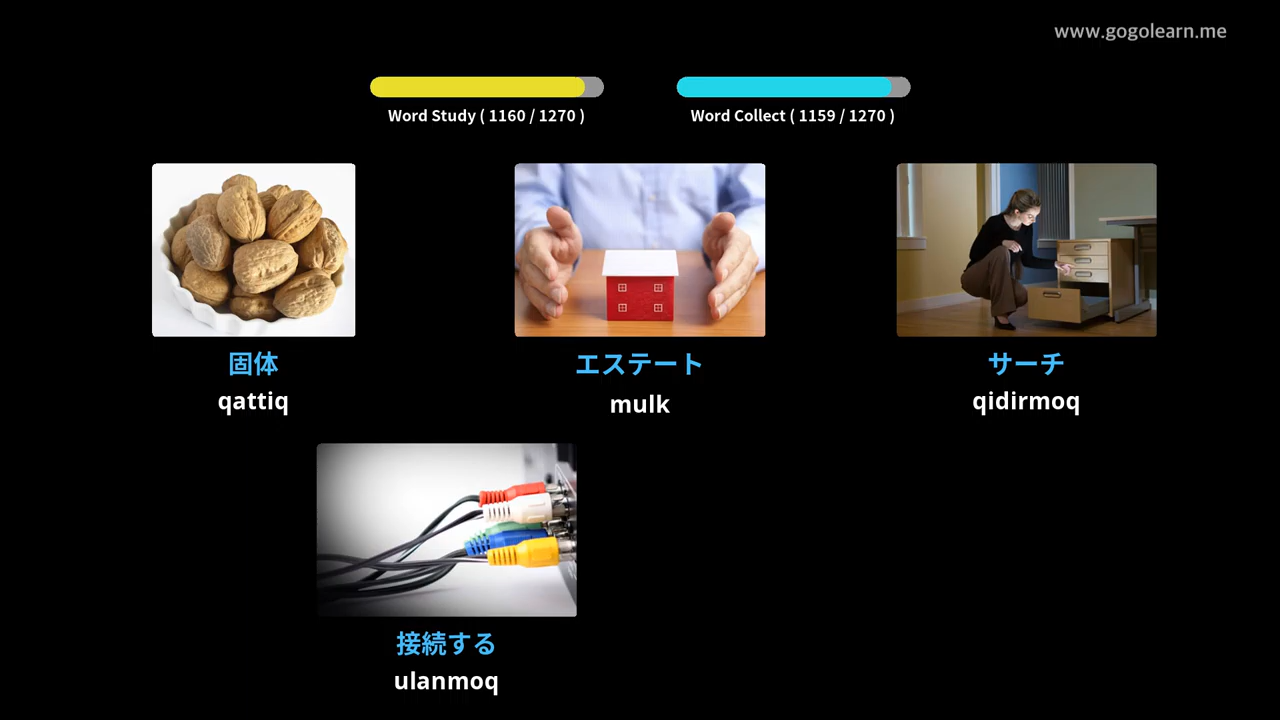 www.gogolearn.me
Word Study ( 1160 / 1270 )
Word Collect ( 1159 / 1270 )
固体
qattiq
エステート
mulk
サーチ
qidirmoq
接続する
ulanmoq